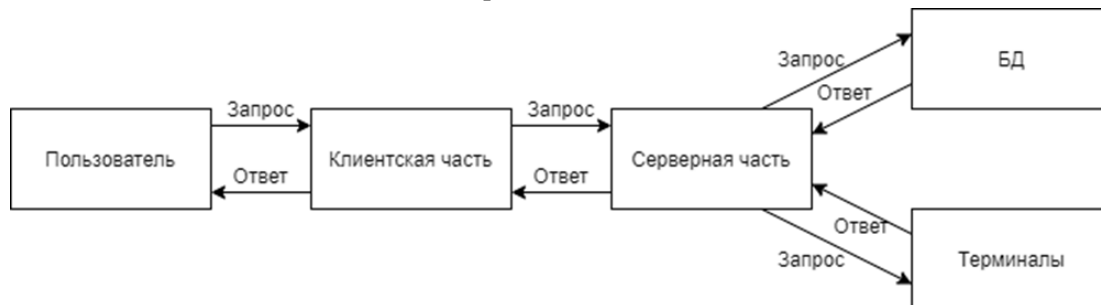 Запрос
БД
Ответ
Запрос
Запрос
Пользователь
Клиентская часть
Серверная часть
Ответ
Ответ
Ответ
Запрос
Терминалы